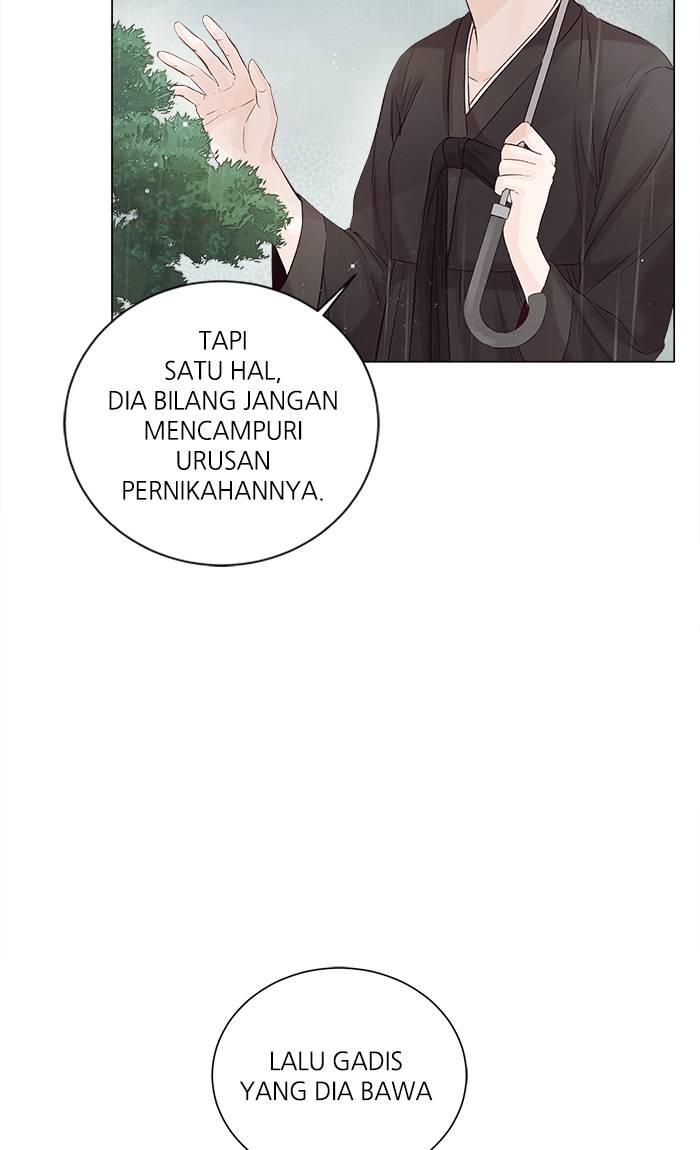 TAPI
SATU HAL,
DIA BILANG JANGAN
MENCAMPURI
URUSAN
PERNIKAHANNYA.
LALU GADIS
YANG DIA BAWA